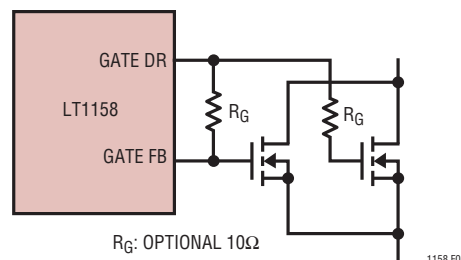 GATE DR
LT1158
RG
RG
GATE FB
RG: OPTIONAL 10Ω
1158 F0